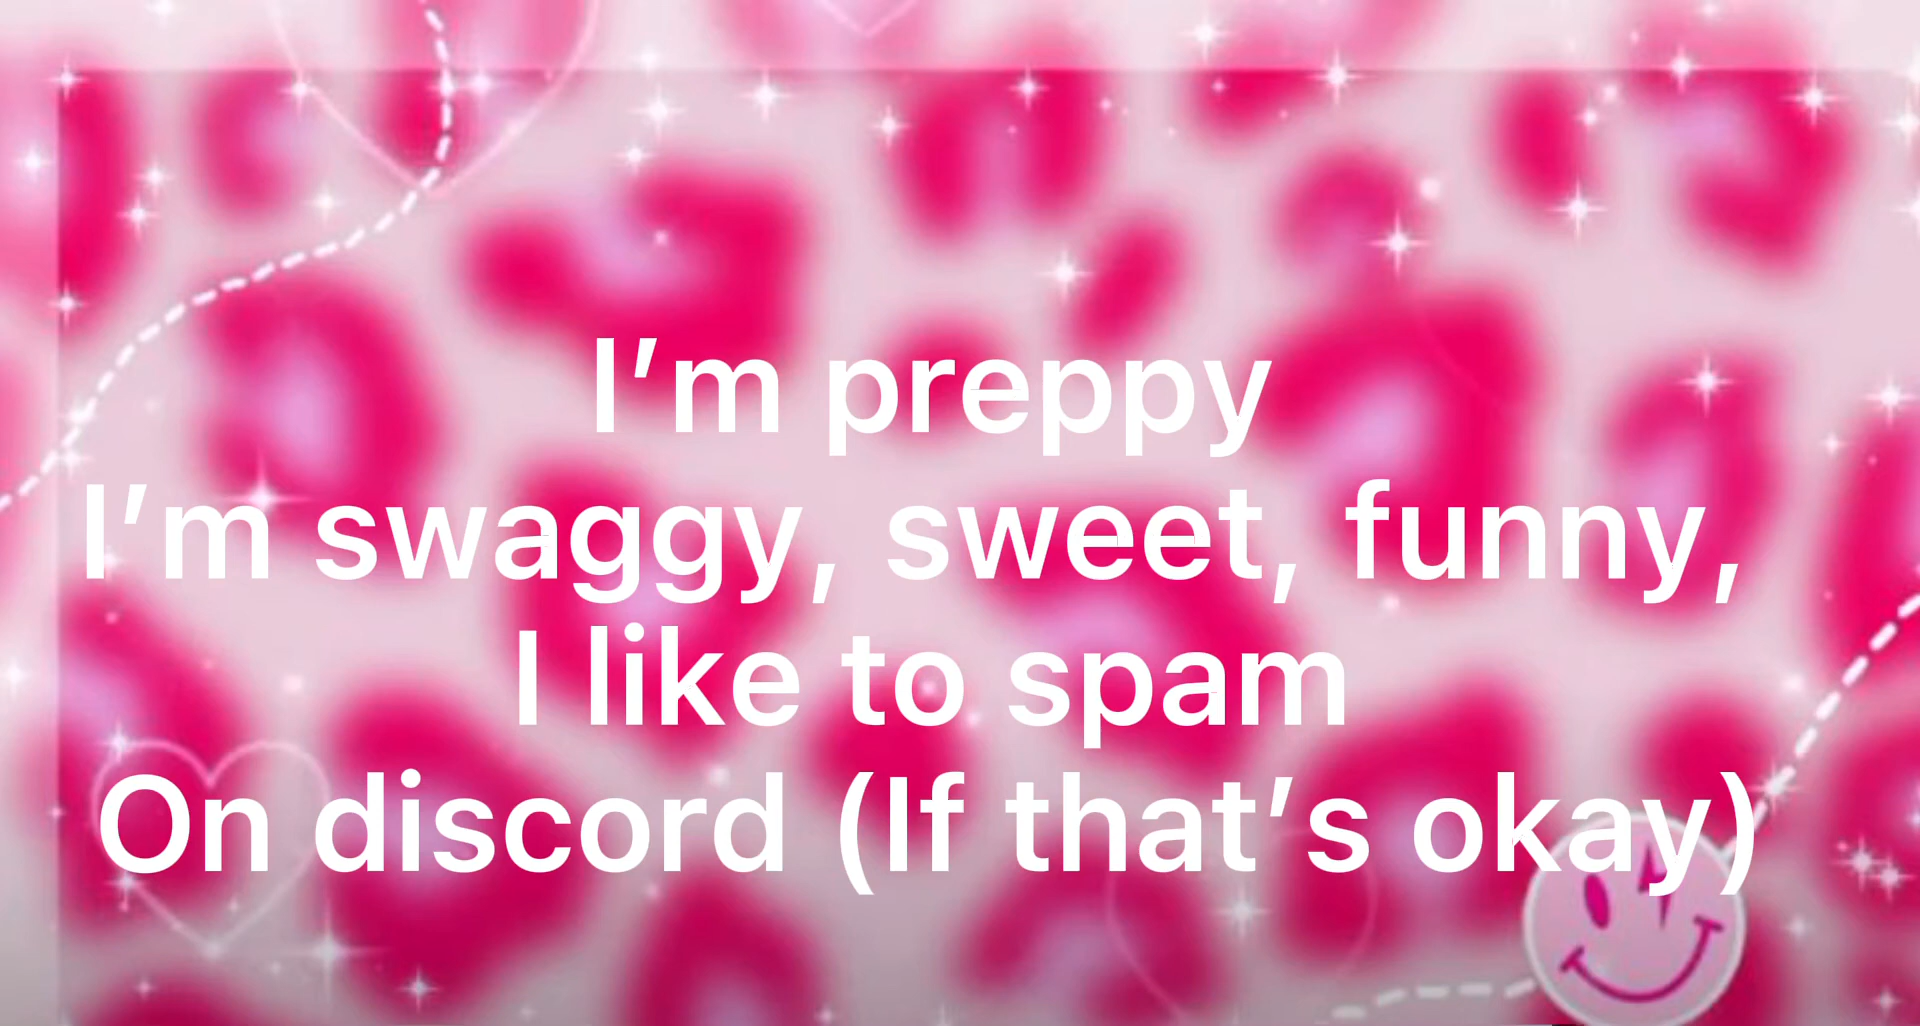 I’m preppy
I’m swaggy, sweet, funny,
I like to spam
On discord (If that’s okay)